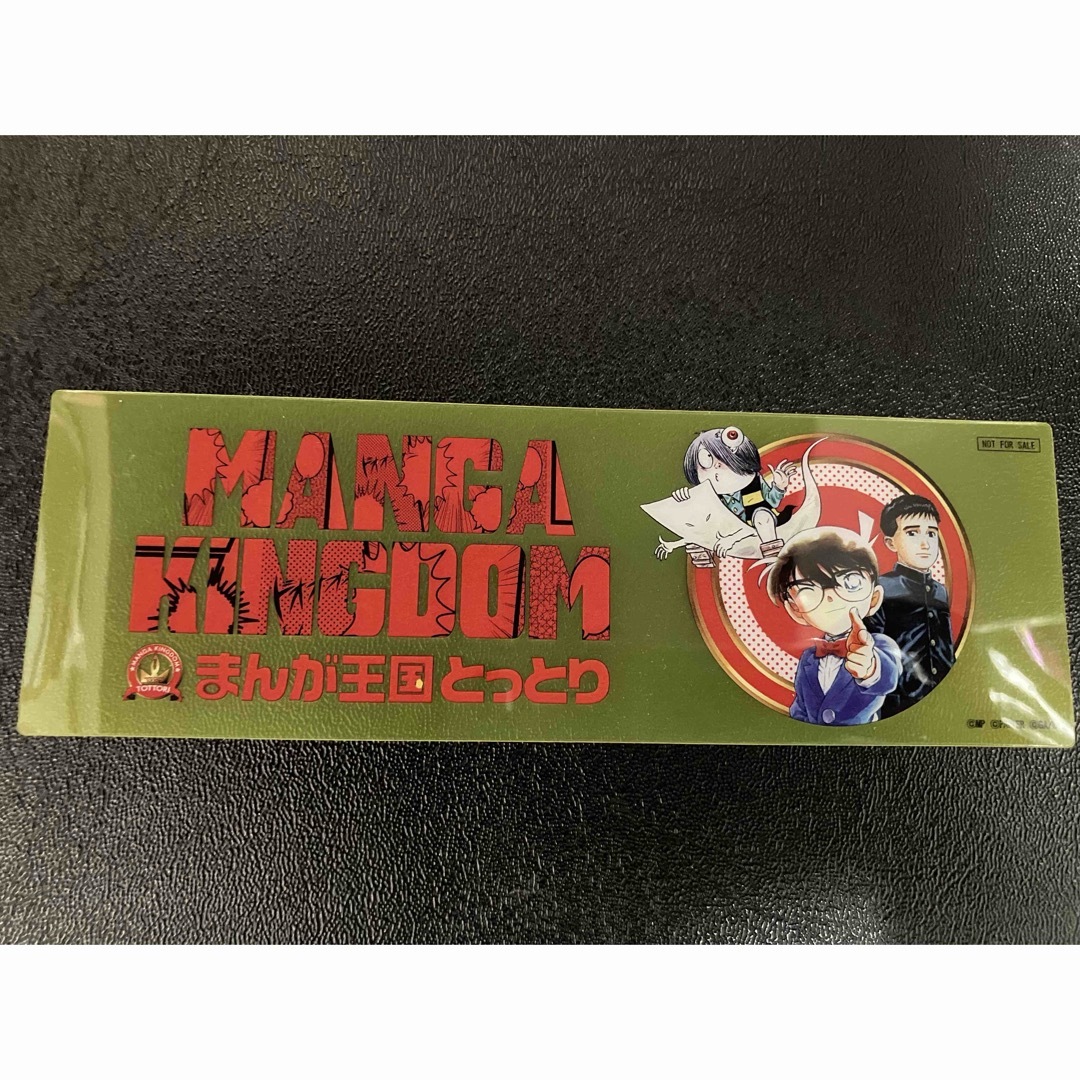 MANGA
KINGDOM
まんが王国とっとり
MANGA KINGDOM
TOTTORI
NOT FOR SALE